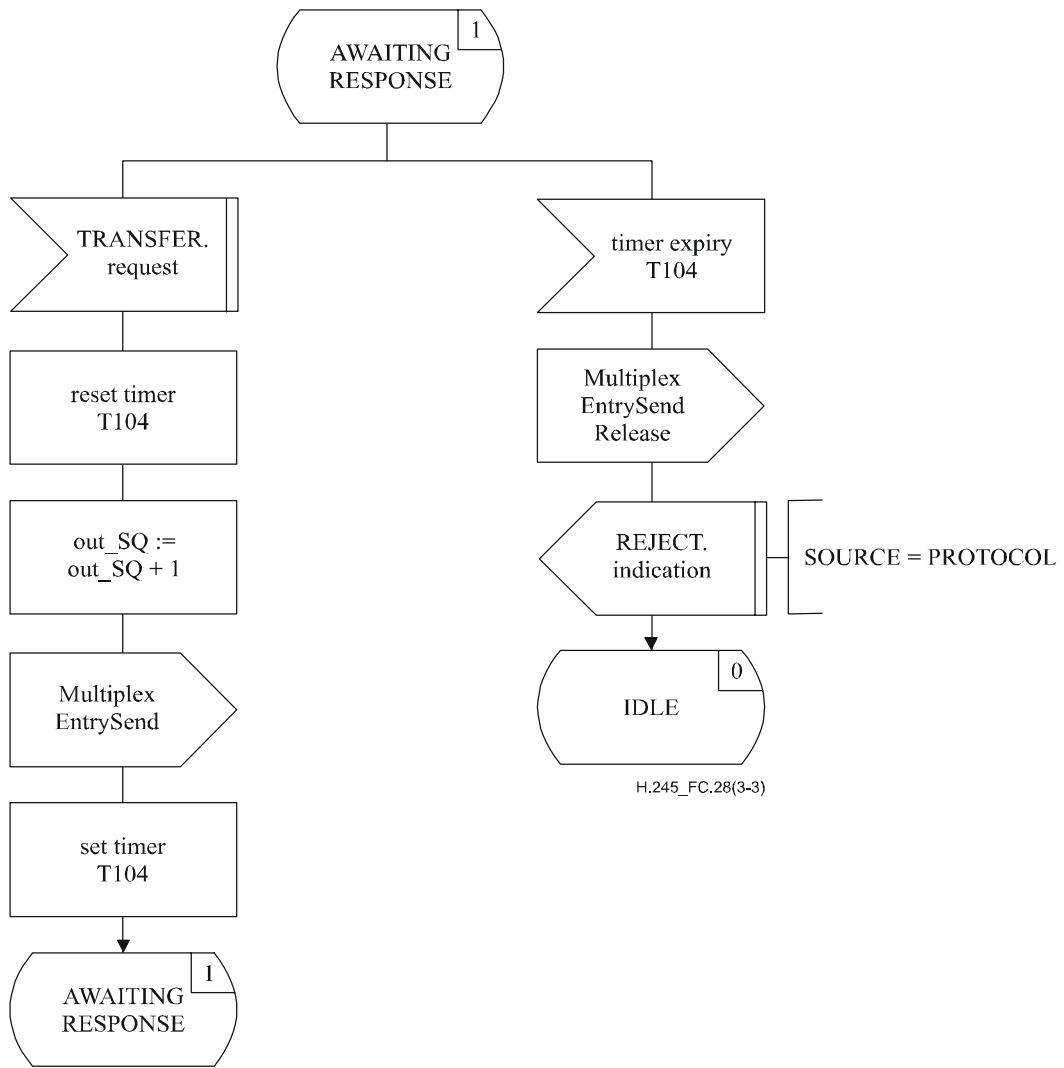 1
AWAITING
RESPONSE
TRANSFER.
request
reset timer
T104
out_SQ :=
out_SQ + 1
Multiplex
EntrySend
set timer
T104
1
AWAITING
RESPONSE
timer expiry
T104
Multiplex
EntrySend
Release
REJECT.
indication
SOURCE = PROTOCOL
0
IDLE
H.245_FC.28(3-3)